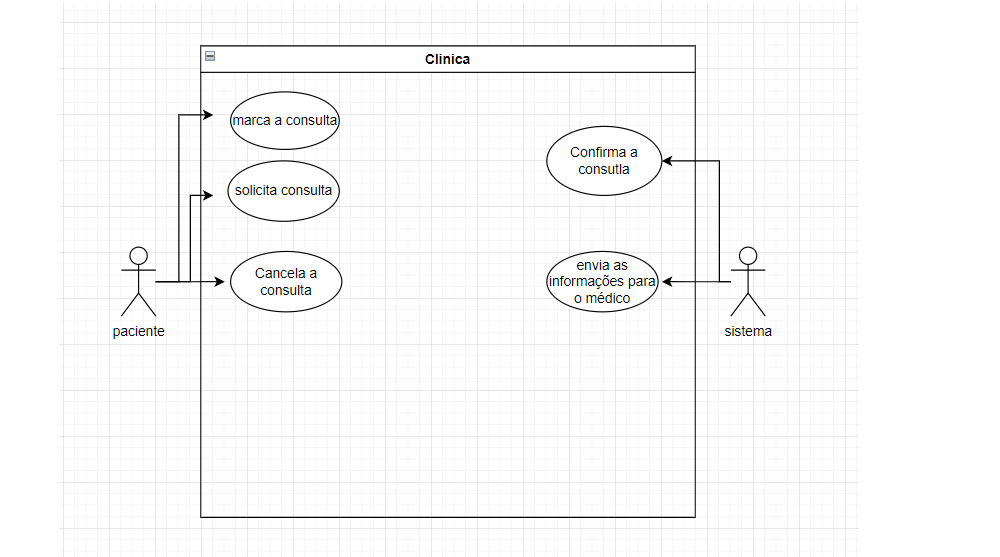 Clinica
marca a consulta
solicita consulta
Cancela a
consulta
paciente
Confirma a
consutla
envia as
informações para
o médico
sistema